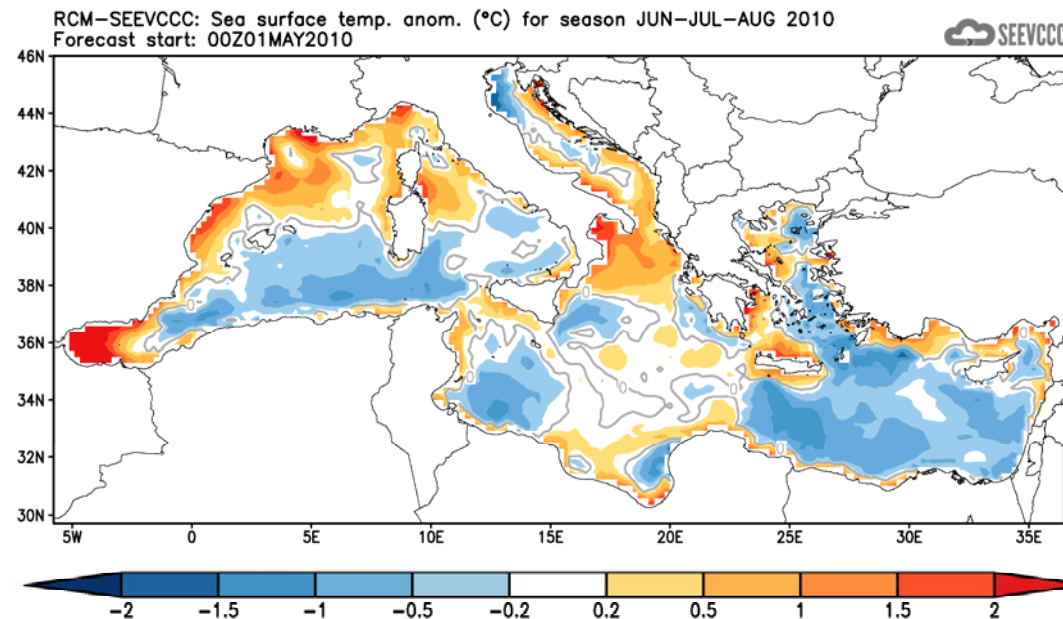 RCM-SEEVCCC: Sea surface temp. anom. (°C) for season JUN-JUL-AUG 2010
Forecast start: 00Z01MAY2010
SEEVCCC
46N
44N
42N
40N
38N
36N
34N
32N
30N
5W 0 5E 10E 15E 20E 25E 30E 35E
-2 -1.5 -1 -0.5 -0.2 0.2 0.5 1 1.5 2